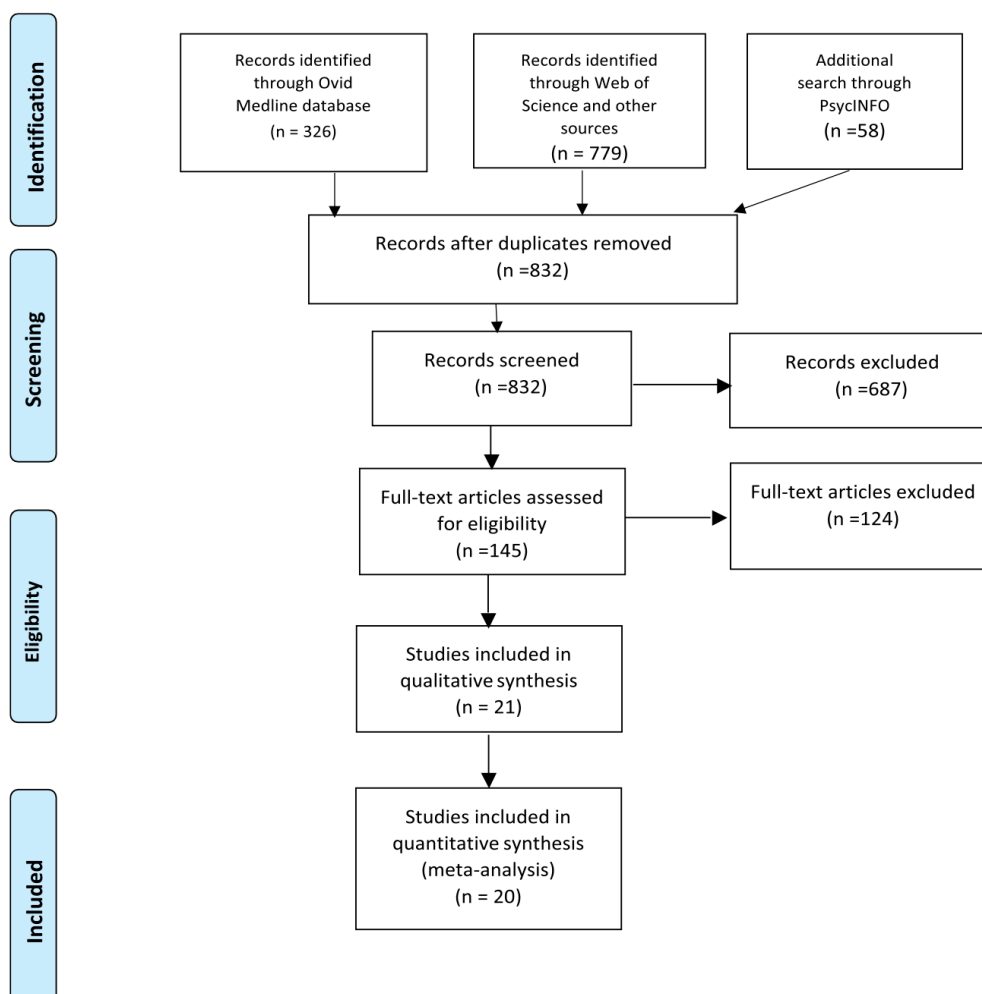 Identification
Records identified
through Ovid
Medline database
(n = 326)
Records identified
through Web of
Science and other
sources
(n = 779)
Additional
search through
PsycINFO
(n =58)
Records after duplicates removed
(n =832)
Screening
Records screened
(n =832)
Records excluded
(n =687)
Full-text articles assessed
for eligibility
(n =145)
Full-text articles excluded
(n =124)
Eligibility
Studies included in
qualitative synthesis
(n = 21)
Included
Studies included in
quantitative synthesis
(meta-analysis)
(n = 20)